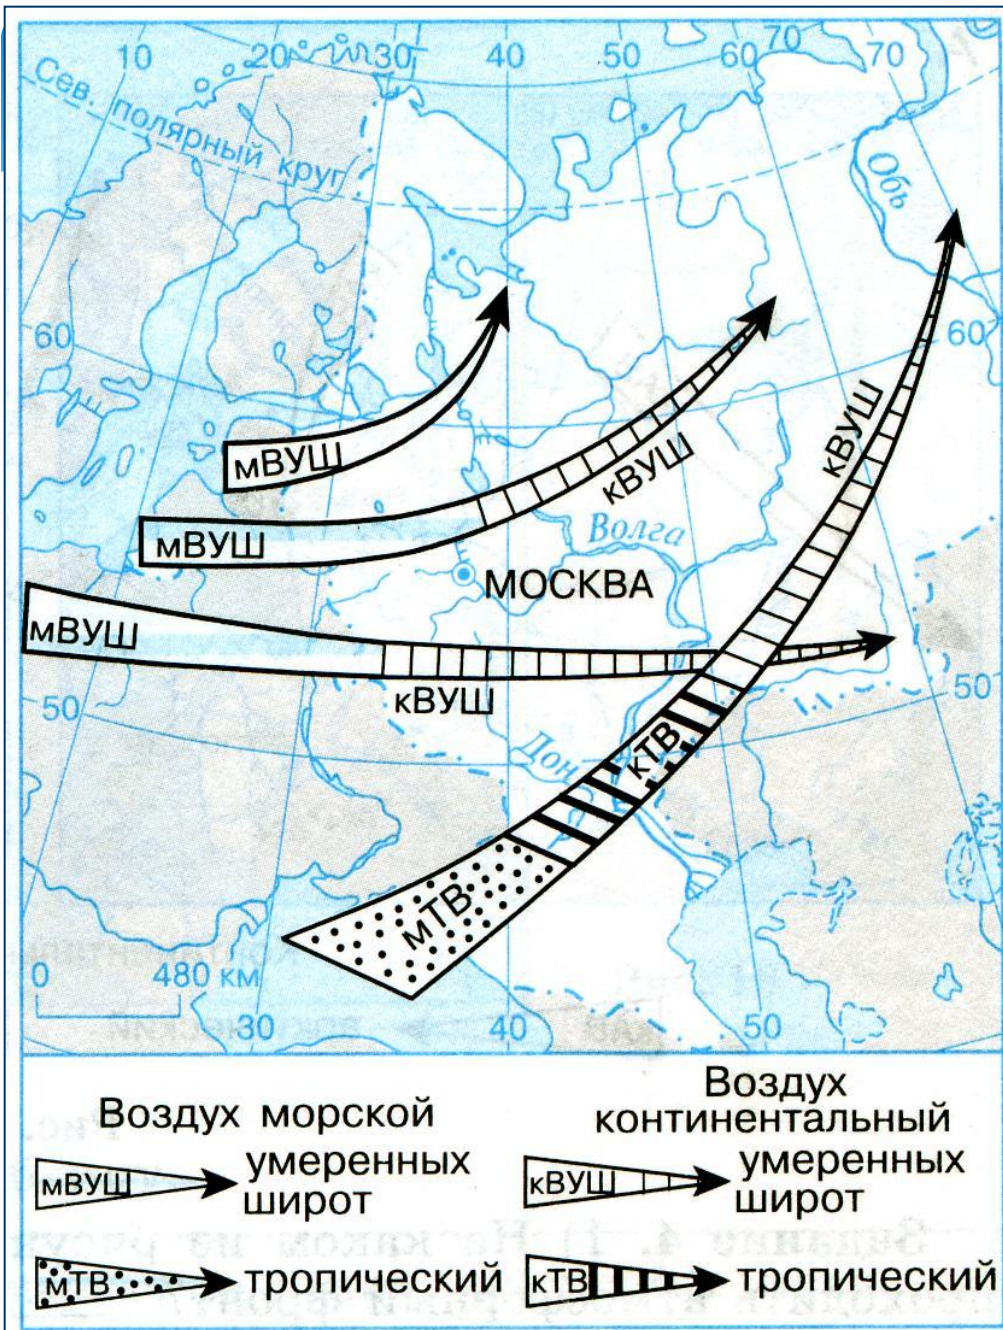 10
20
30
40
50
60
70
70
Сев. полярный круг
Обь
60
60
мВУШ
кВУШ
мВУШ
кВУШ
Волга
МОСКВА
мВУШ
кВУШ
50
50
Дон
кТВ
мТВ
0 480 км
30
40
50
Воздух морской
Воздух континентальный
мВУШ умеренных широт
кВУШ умеренных широт
мТВ тропический
кТВ тропический